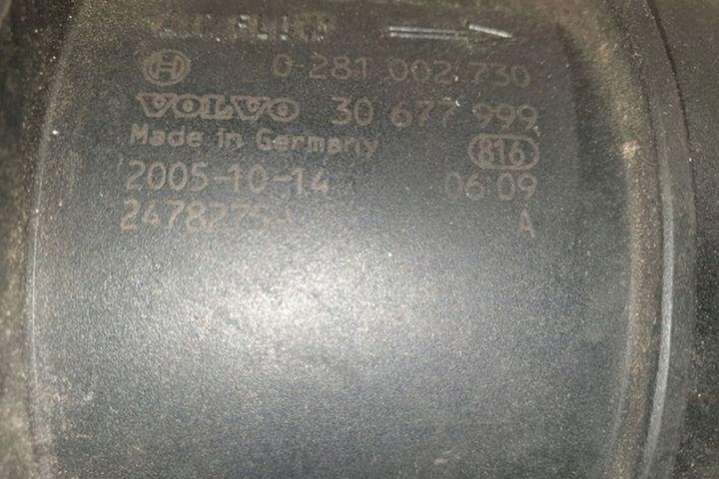 0 281 002 730
VOLVO 30 677 999
Made in Germany 816
2005-10-14 06:09
A